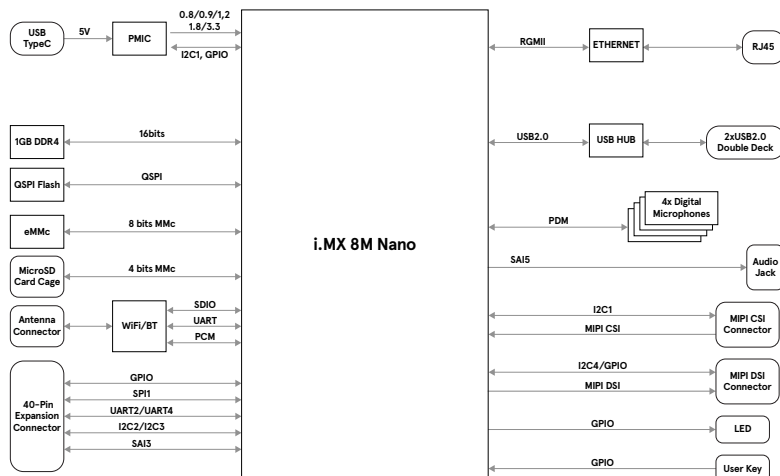 USB
TypeC
5V
PMIC
0.8/0.9/1,2
1.8/3.3
I2C1, GPIO
1GB DDR4
16bits
QSPI Flash
QSPI
eMMc
8 bits MMc
MicroSD
Card Cage
4 bits MMc
Antenna
Connector
WiFi/BT
SDIO
UART
PCM
40-Pin
Expansion
Connector
GPIO
SPI1
UART2/UART4
I2C2/I2C3
SAI3
i.MX 8M Nano
RGMII
ETHERNET
RJ45
USB2.0
USB HUB
2xUSB2.0
Double Deck
PDM
4x Digital
Microphones
SAI5
Audio
Jack
I2C1
MIPI CSI
MIPI CSI
Connector
I2C4/GPIO
MIPI DSI
MIPI DSI
Connector
GPIO
LED
GPIO
User Key